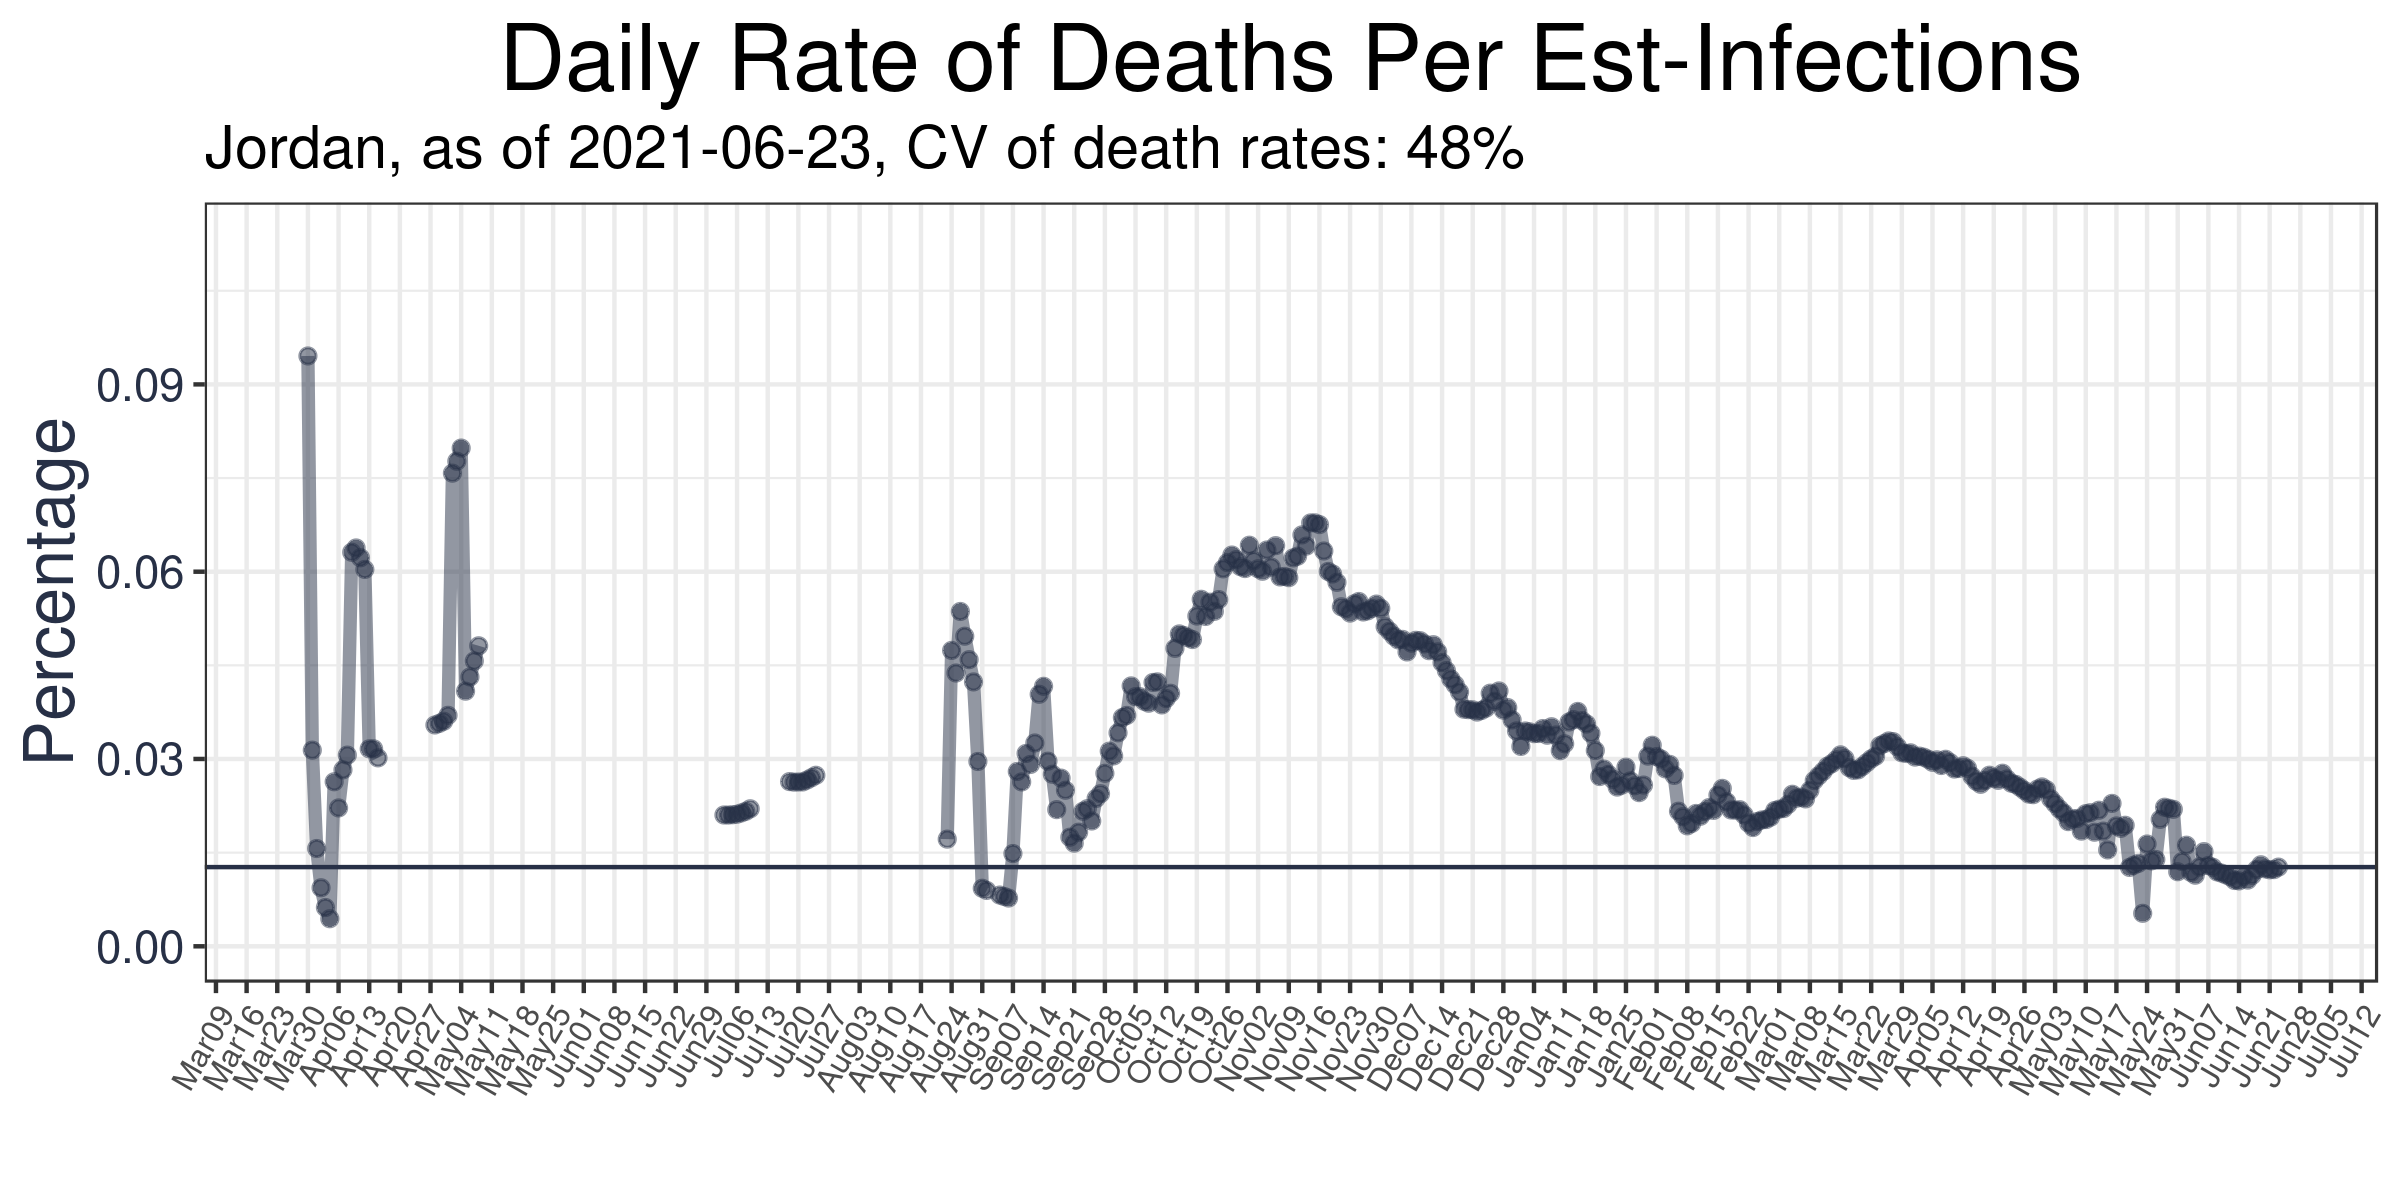 Daily Rate of Deaths Per Est-Infections
Jordan, as of 2021-06-23, CV of death rates: 48%
Percentage
0.09
0.06
0.03
0.00
Mar09
Mar16
Mar23
Mar30
Apr06
Apr13
Apr20
Apr27
May04
May11
May18
May25
Jun01
Jun08
Jun15
Jun22
Jun29
Jul06
Jul13
Jul20
Jul27
Aug03
Aug10
Aug17
Aug24
Aug31
Sep07
Sep14
Sep21
Sep28
Oct05
Oct12
Oct19
Oct26
Nov02
Nov09
Nov16
Nov23
Nov30
Dec07
Dec14
Dec21
Dec28
Jan04
Jan11
Jan18
Jan25
Feb01
Feb08
Feb15
Feb22
Mar01
Mar08
Mar15
Mar22
Mar29
Apr05
Apr12
Apr19
Apr26
May03
May10
May17
May24
May31
Jun07
Jun14
Jun21
Jun28
Jul05
Jul12